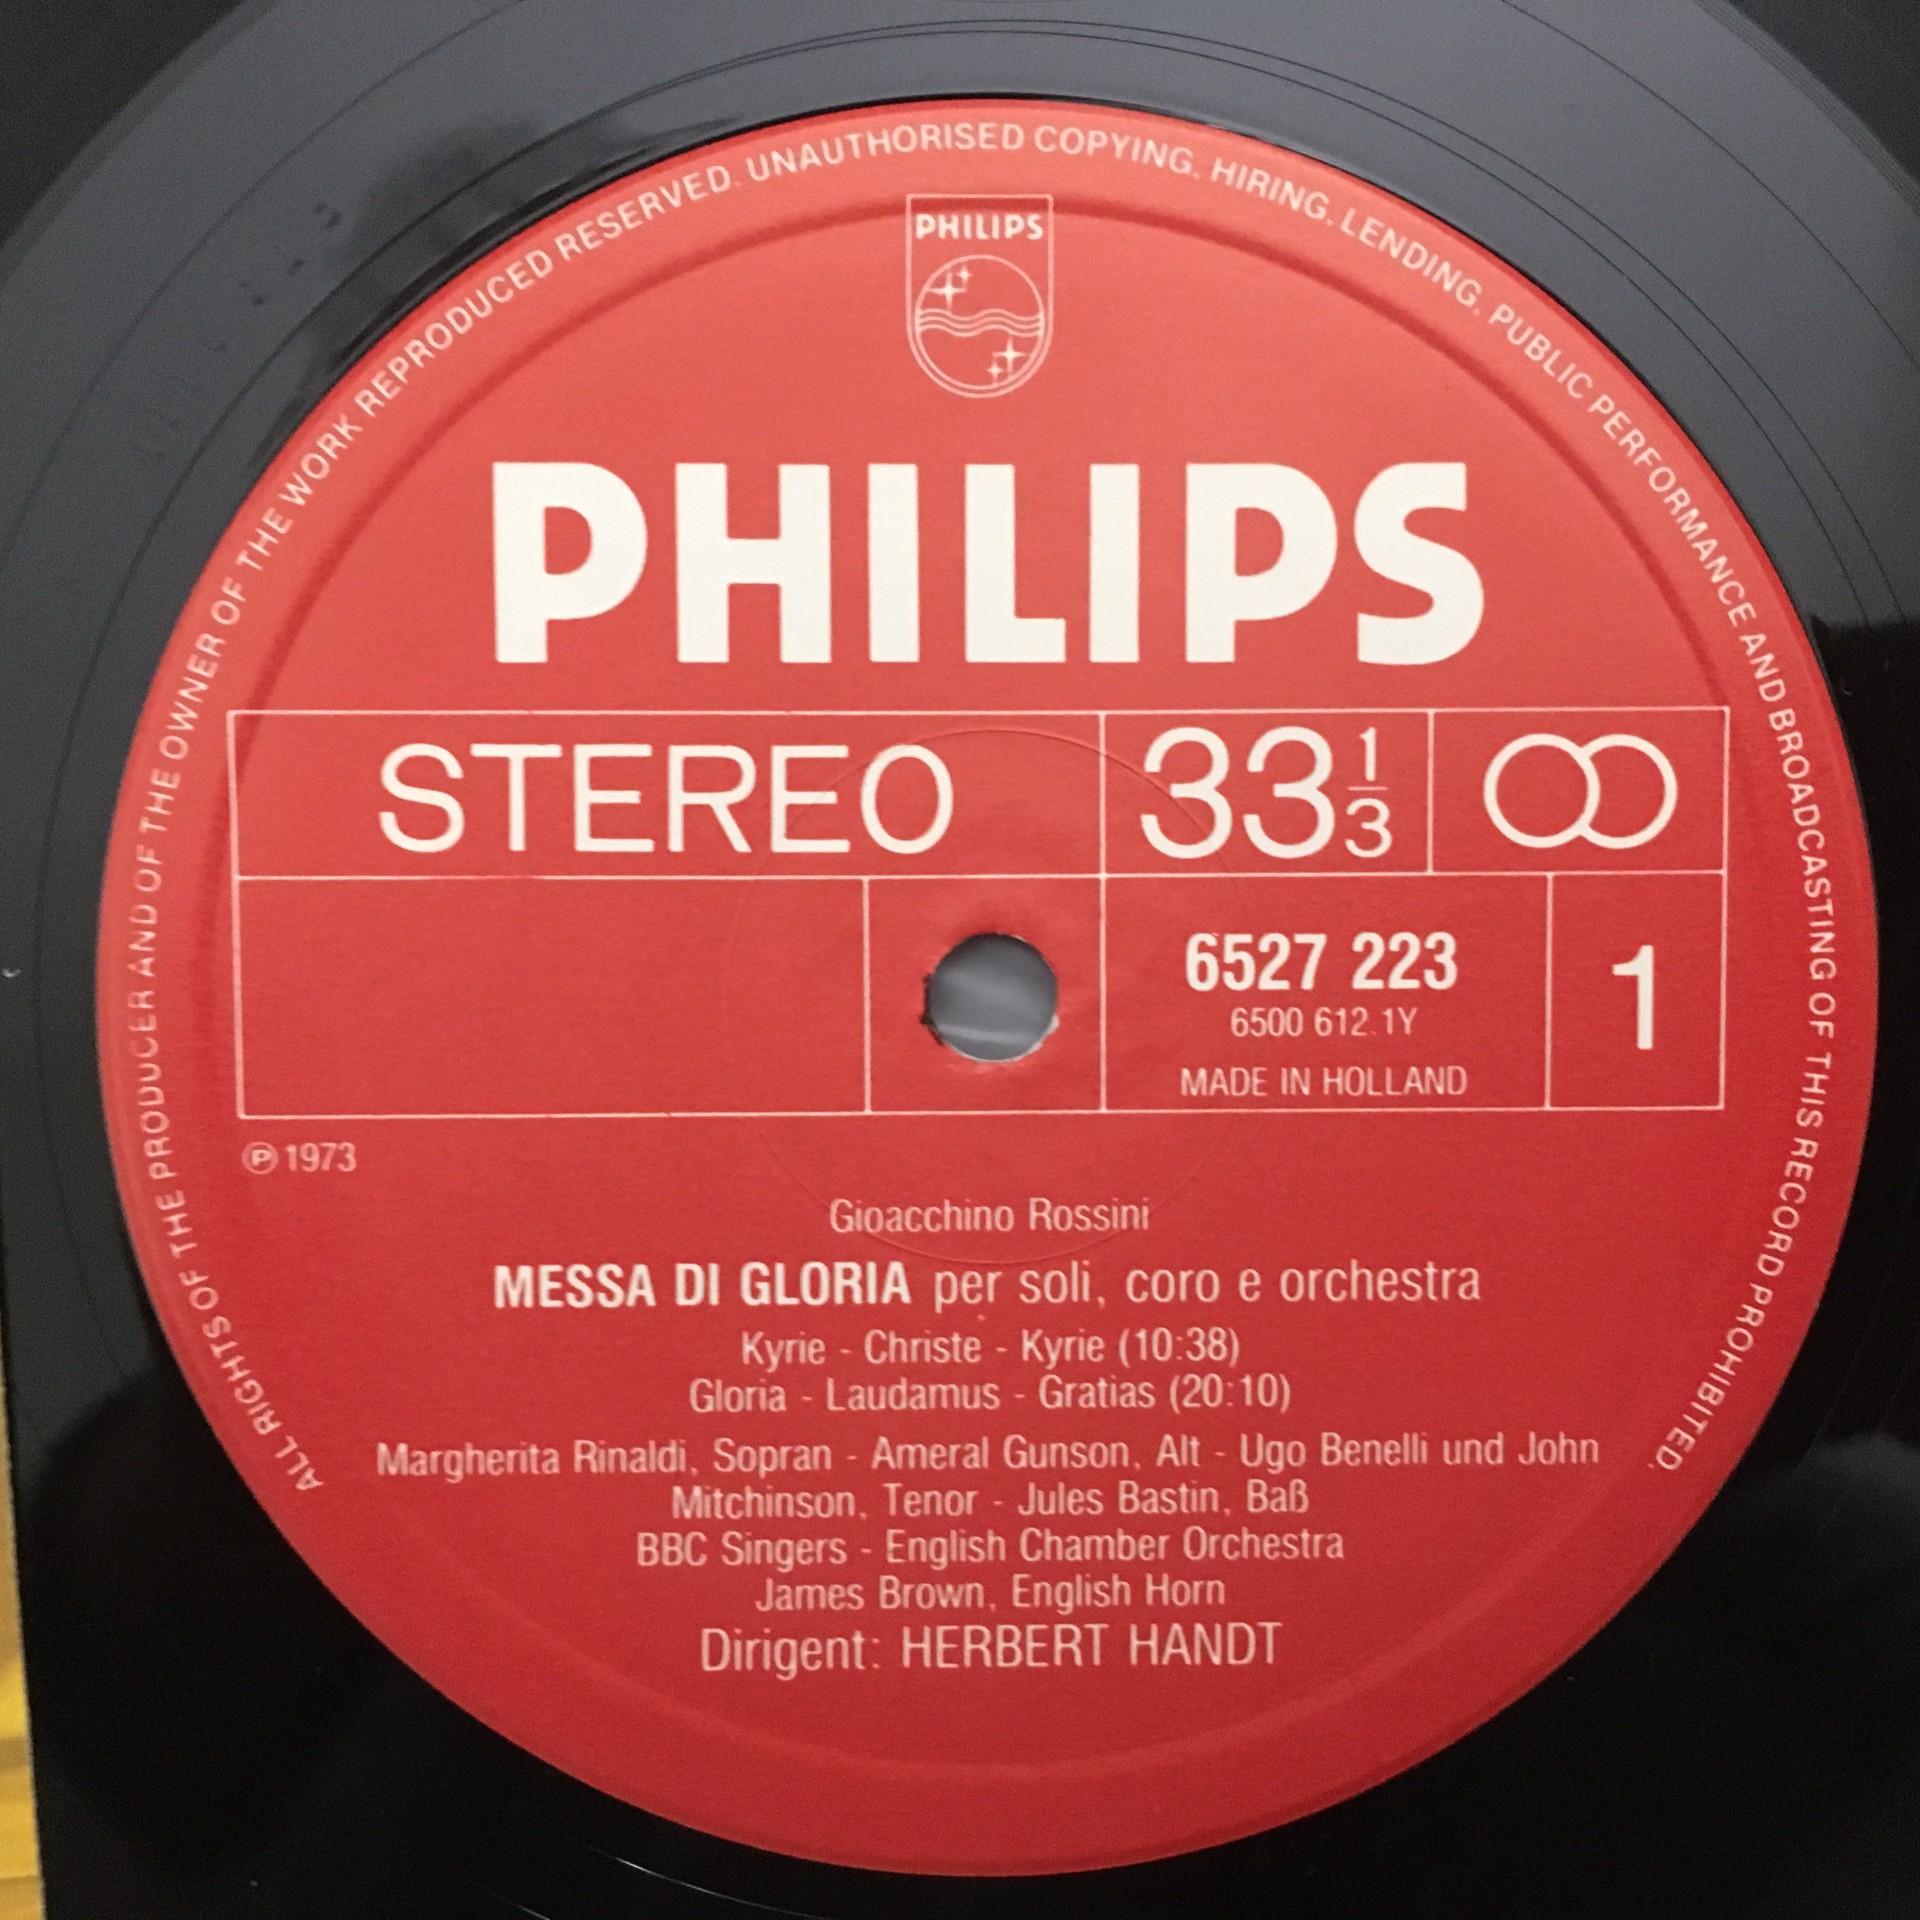 ALL RIGHTS OF THE PRODUCER AND OF THE OWNER OF THE WORK REPRODUCED RESERVED. UNAUTHORISED COPYING, HIRING, LENDING, PUBLIC PERFORMANCE AND BROADCASTING OF THIS RECORD PROHIBITED.
PHILIPS
PHILIPS
STEREO 33 1/3
6527 223 1
6500 612.1Y
MADE IN HOLLAND
℗ 1973
Gioacchino Rossini
MESSA DI GLORIA per soli, coro e orchestra
Kyrie - Christe - Kyrie (10:38)
Gloria - Laudamus - Gratias (20:10)
Margherita Rinaldi, Sopran - Ameral Gunson, Alt - Ugo Benelli und John
Mitchinson, Tenor - Jules Bastin, Baß
BBC Singers - English Chamber Orchestra
James Brown, English Horn
Dirigent: HERBERT HANDT